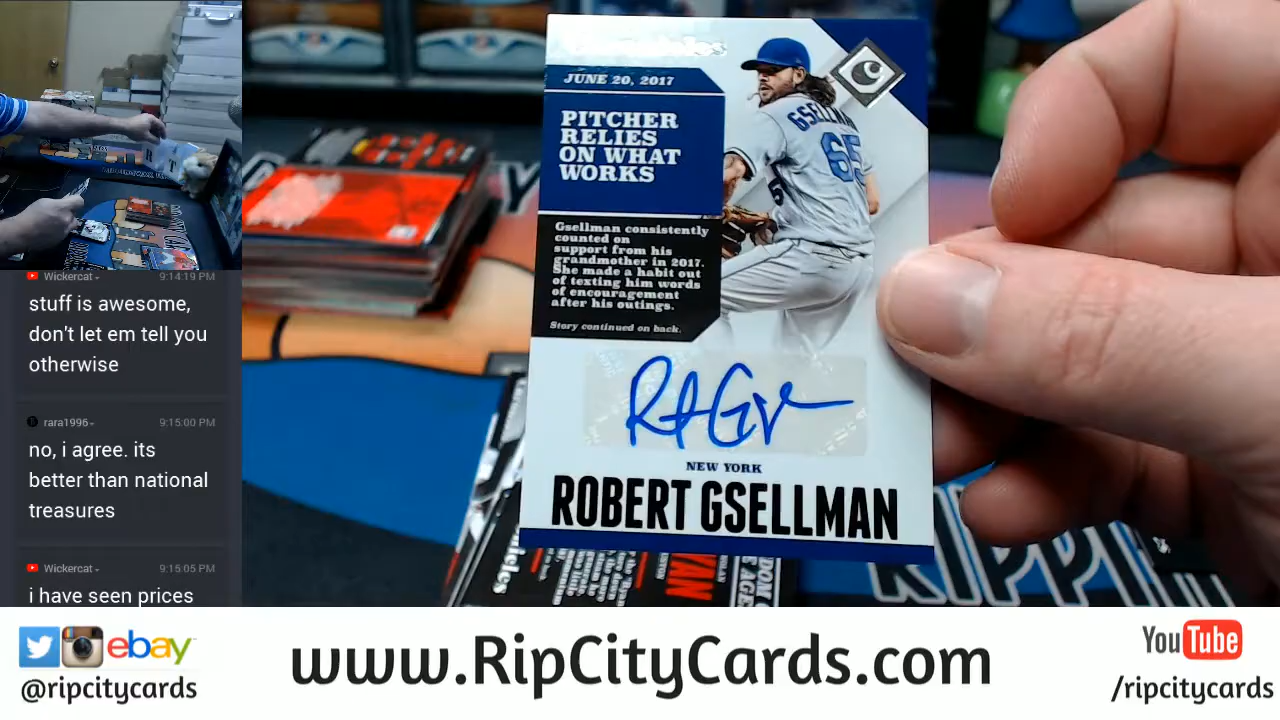 Wickercat
9:14:19 PM
stuff is awesome,
don't let em tell you
otherwise
rara1996
9:15:00 PM
no, i agree. its
better than national
treasures
Wickercat
9:15:05 PM
i have seen prices
JUNE 20, 2017
PITCHER
RELIES
ON WHAT
WORKS
Gsellman consistently
counted on
support from his
grandmother in 2017.
She made a habit out
of texting him words
of encouragement
after his outings.
Story continued on back.
GSELLMAN
65
NEW YORK
ROBERT GSELLMAN
RIPPI
ebay
@ripcitycards
www.RipCityCards.com
YouTube
/ripcitycards